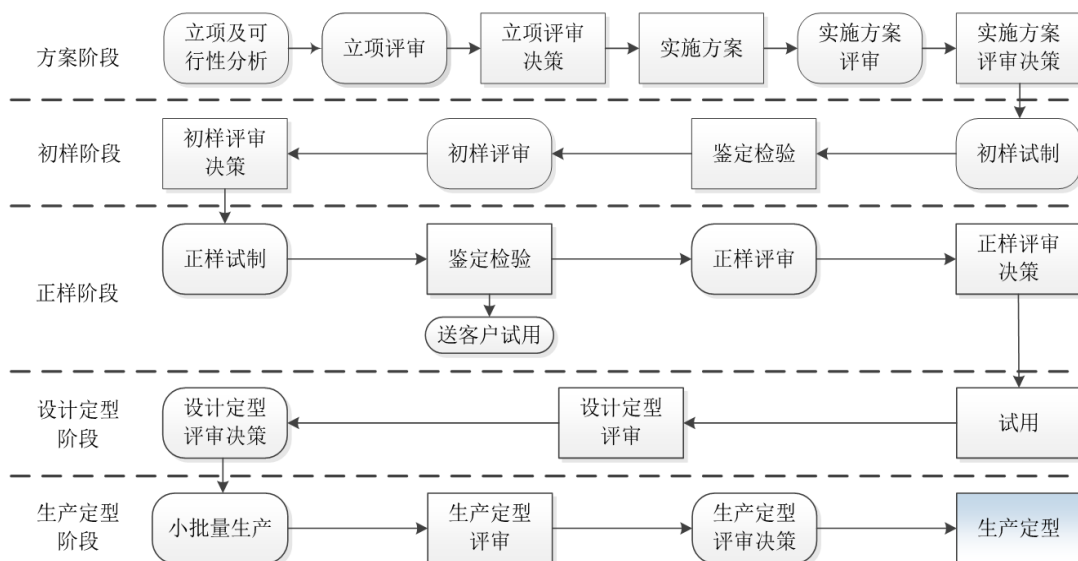 方案阶段
立项及可
行性分析
立项评审
立项评审
决策
实施方案
实施方案
评审
实施方案
评审决策
初样阶段
初样评审
决策
初样评审
鉴定检验
初样试制
正样阶段
正样试制
鉴定检验
正样评审
正样评审
决策
送客户试用
设计定型
阶段
设计定型
评审决策
设计定型
评审
试用
生产定型
阶段
小批量生产
生产定型
评审
生产定型
评审决策
生产定型